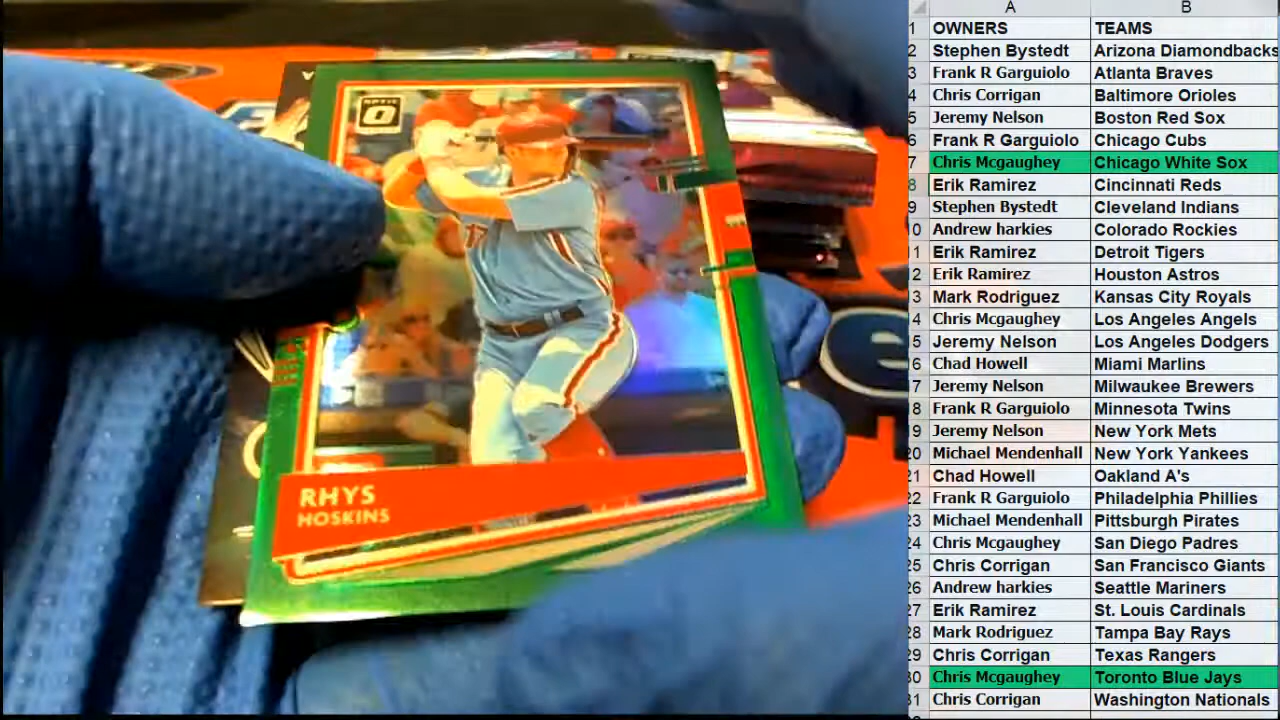 OPTIC
17
RHYS
HOSKINS
e
A B
1 OWNERS TEAMS
2 Stephen Bystedt Arizona Diamondbacks
3 Frank R Garguiolo Atlanta Braves
4 Chris Corrigan Baltimore Orioles
5 Jeremy Nelson Boston Red Sox
6 Frank R Garguiolo Chicago Cubs
7 Chris Mcgaughey Chicago White Sox
8 Erik Ramirez Cincinnati Reds
9 Stephen Bystedt Cleveland Indians
0 Andrew harkies Colorado Rockies
1 Erik Ramirez Detroit Tigers
2 Erik Ramirez Houston Astros
3 Mark Rodriguez Kansas City Royals
4 Chris Mcgaughey Los Angeles Angels
5 Jeremy Nelson Los Angeles Dodgers
6 Chad Howell Miami Marlins
7 Jeremy Nelson Milwaukee Brewers
8 Frank R Garguiolo Minnesota Twins
19 Jeremy Nelson New York Mets
20 Michael Mendenhall New York Yankees
21 Chad Howell Oakland A's
22 Frank R Garguiolo Philadelphia Phillies
23 Michael Mendenhall Pittsburgh Pirates
24 Chris Mcgaughey San Diego Padres
25 Chris Corrigan San Francisco Giants
26 Andrew harkies Seattle Mariners
27 Erik Ramirez St. Louis Cardinals
28 Mark Rodriguez Tampa Bay Rays
29 Chris Corrigan Texas Rangers
30 Chris Mcgaughey Toronto Blue Jays
31 Chris Corrigan Washington Nationals